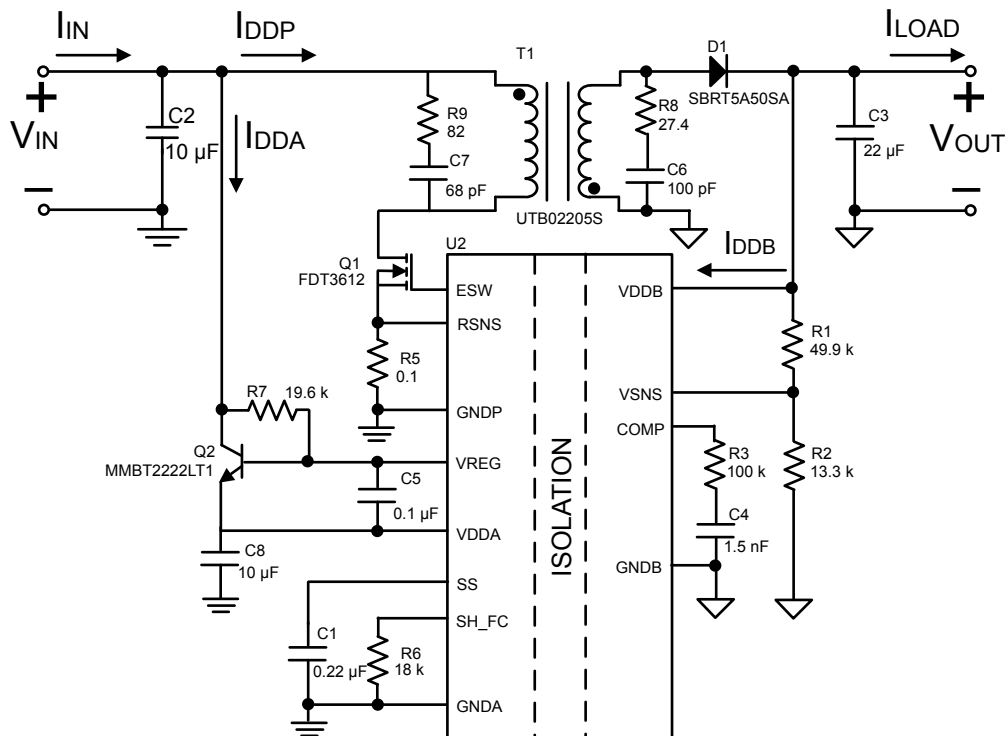 IIN
IDDP
ILOAD
T1
D1
SBRT5A50SA
+
VIN
–
C2
10 µF
IDDA
R9
82
C7
68 pF
R8
27.4
C6
100 pF
UTB02205S
C3
22 µF
+
VOUT
–
U2
IDDB
Q1
FDT3612
ESW
RSNS
R5
0.1
GNDP
VDDB
R1
49.9 k
VSNS
COMP
R3
100 k
R2
13.3 k
C4
1.5 nF
GNDB
ISOLATION
R7
19.6 k
Q2
MMBT2222LT1
VREG
C5
0.1 µF
VDDA
C8
10 µF
SS
SH_FC
C1
0.22 µF
R6
18 k
GNDA